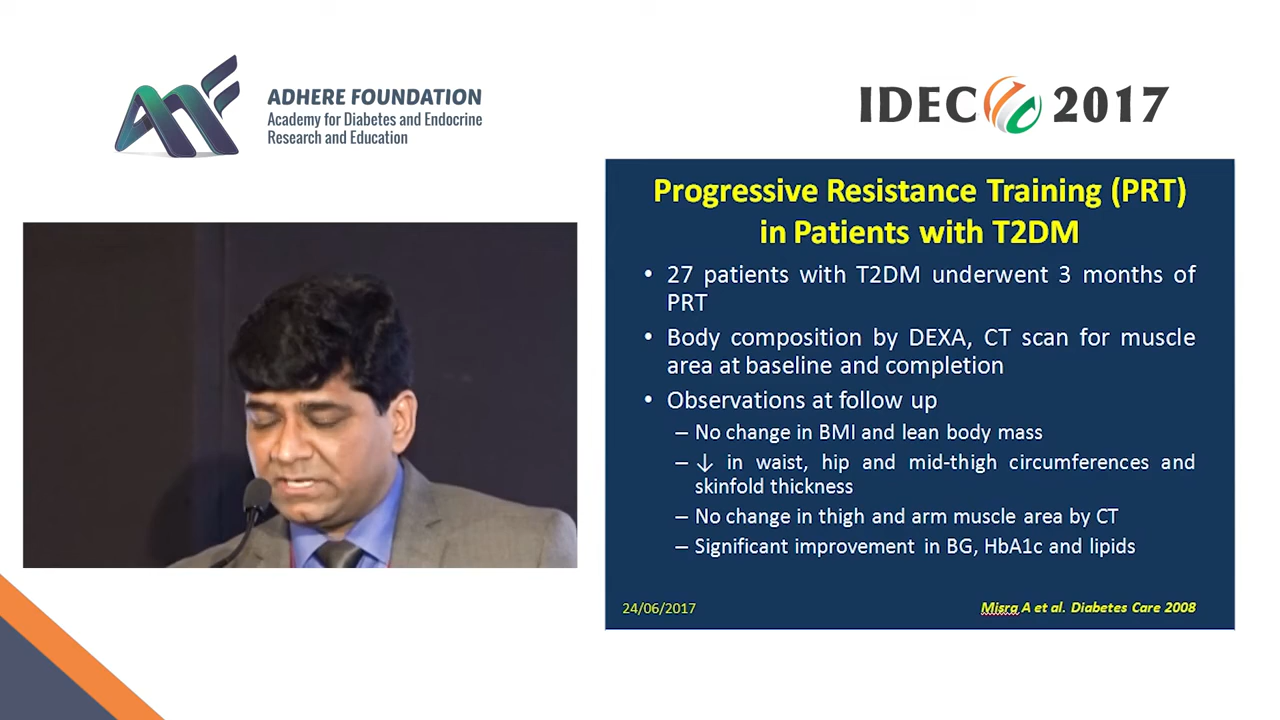 ADHERE FOUNDATION
Academy for Diabetes and Endocrine
Research and Education
IDEC 2017
Progressive Resistance Training (PRT)
in Patients with T2DM
• 27 patients with T2DM underwent 3 months of
PRT
• Body composition by DEXA, CT scan for muscle
area at baseline and completion
• Observations at follow up
– No change in BMI and lean body mass
– ↓ in waist, hip and mid-thigh circumferences and
skinfold thickness
– No change in thigh and arm muscle area by CT
– Significant improvement in BG, HbA1c and lipids
24/06/2017
Misra A et al. Diabetes Care 2008